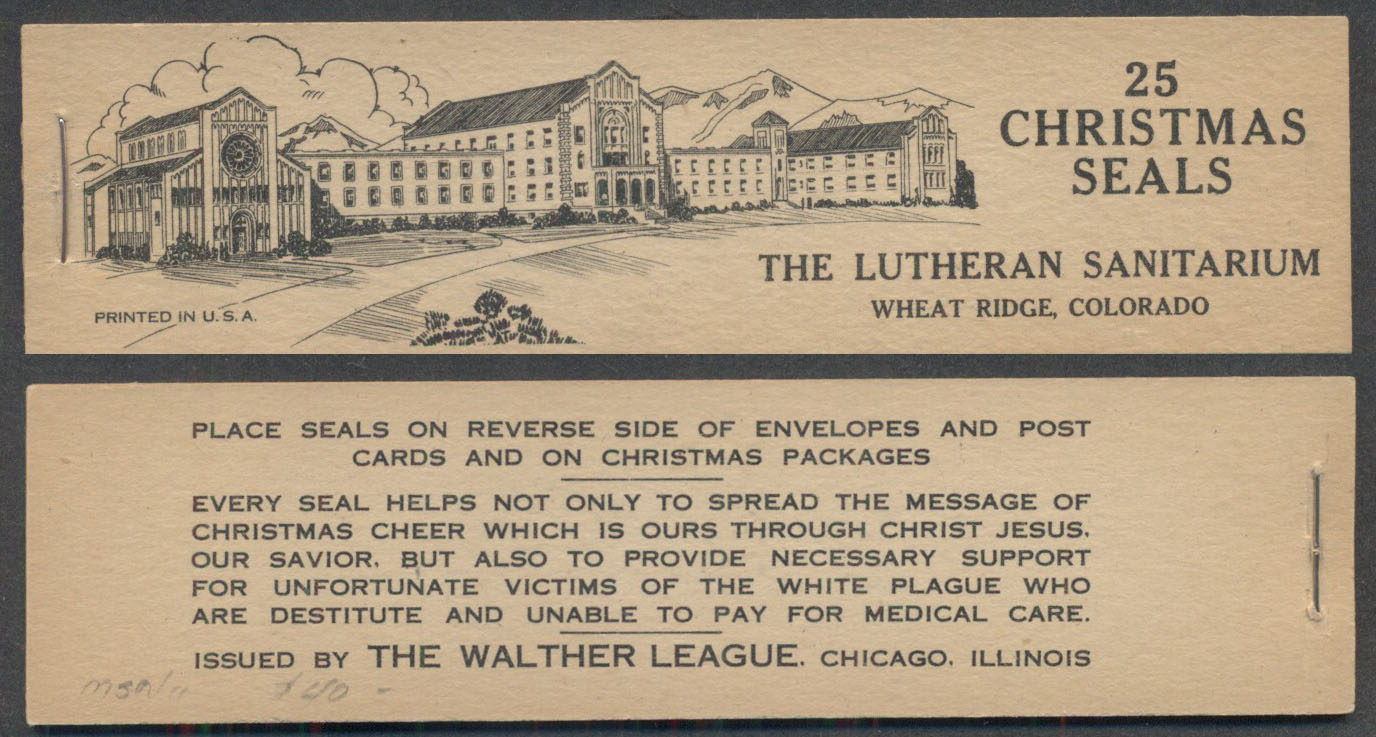 25
CHRISTMAS
SEALS
THE LUTHERAN SANITARIUM
WHEAT RIDGE, COLORADO
PRINTED IN U.S.A.
PLACE SEALS ON REVERSE SIDE OF ENVELOPES AND POST
CARDS AND ON CHRISTMAS PACKAGES
EVERY SEAL HELPS NOT ONLY TO SPREAD THE MESSAGE OF
CHRISTMAS CHEER WHICH IS OURS THROUGH CHRIST JESUS,
OUR SAVIOR, BUT ALSO TO PROVIDE NECESSARY SUPPORT
FOR UNFORTUNATE VICTIMS OF THE WHITE PLAGUE WHO
ARE DESTITUTE AND UNABLE TO PAY FOR MEDICAL CARE.
ISSUED BY THE WALTHER LEAGUE, CHICAGO, ILLINOIS